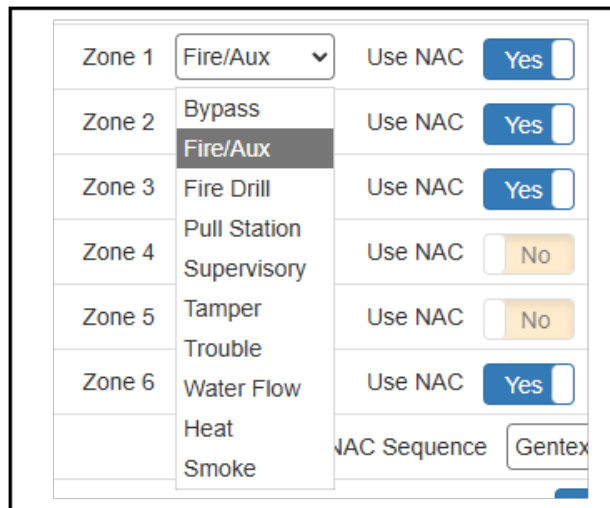 Zone 1 Fire/Aux Use NAC Yes
Bypass
Zone 2 Use NAC Yes
Fire/Aux
Zone 3 Fire Drill Use NAC Yes
Pull Station
Zone 4 Use NAC No
Supervisory
Zone 5 Tamper Use NAC No
Trouble
Zone 6 Water Flow Use NAC Yes
Heat
NAC Sequence Gentex
Smoke